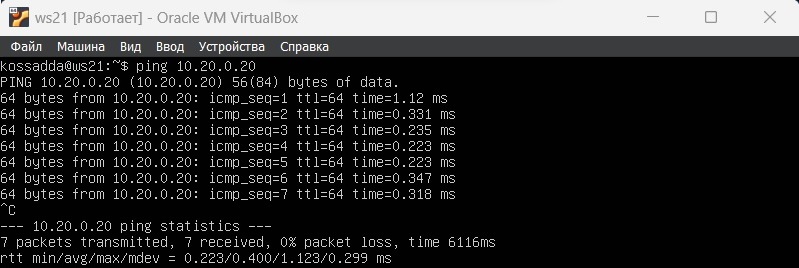 ws21 [Работает] - Oracle VM VirtualBox
Файл Машина Вид Ввод Устройства Справка
kossadda@ws21:~$ ping 10.20.0.20
PING 10.20.0.20 (10.20.0.20) 56(84) bytes of data.
64 bytes from 10.20.0.20: icmp_seq=1 ttl=64 time=1.12 ms
64 bytes from 10.20.0.20: icmp_seq=2 ttl=64 time=0.331 ms
64 bytes from 10.20.0.20: icmp_seq=3 ttl=64 time=0.235 ms
64 bytes from 10.20.0.20: icmp_seq=4 ttl=64 time=0.223 ms
64 bytes from 10.20.0.20: icmp_seq=5 ttl=64 time=0.223 ms
64 bytes from 10.20.0.20: icmp_seq=6 ttl=64 time=0.347 ms
64 bytes from 10.20.0.20: icmp_seq=7 ttl=64 time=0.318 ms
^C
--- 10.20.0.20 ping statistics ---
7 packets transmitted, 7 received, 0% packet loss, time 6116ms
rtt min/avg/max/mdev = 0.223/0.400/1.123/0.299 ms